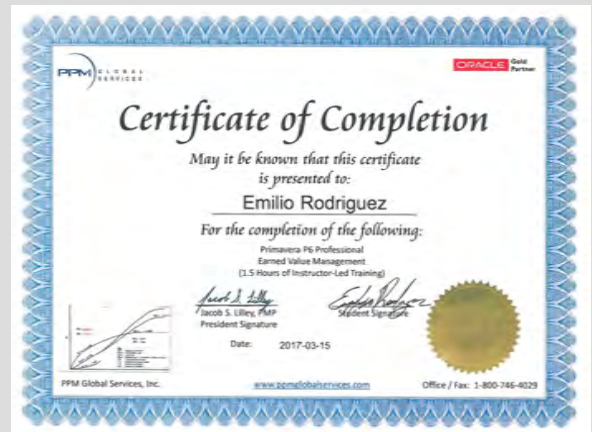 PPM GLOBAL SERVICES
ORACLE Gold Partner
Certificate of Completion
May it be known that this certificate
is presented to:
Emilio Rodriguez
For the completion of the following:
Primavera P6 Professional
Earned Value Management
(1.5 Hours of Instructor-Led Training)
Jacob S. Lilley
Jacob S. Lilley, PMP
Student Signature
President Signature
Date: 2017-03-15
PPM Global Services, Inc.
www.ppmglobalservices.com
Office / Fax: 1-800-746-4029